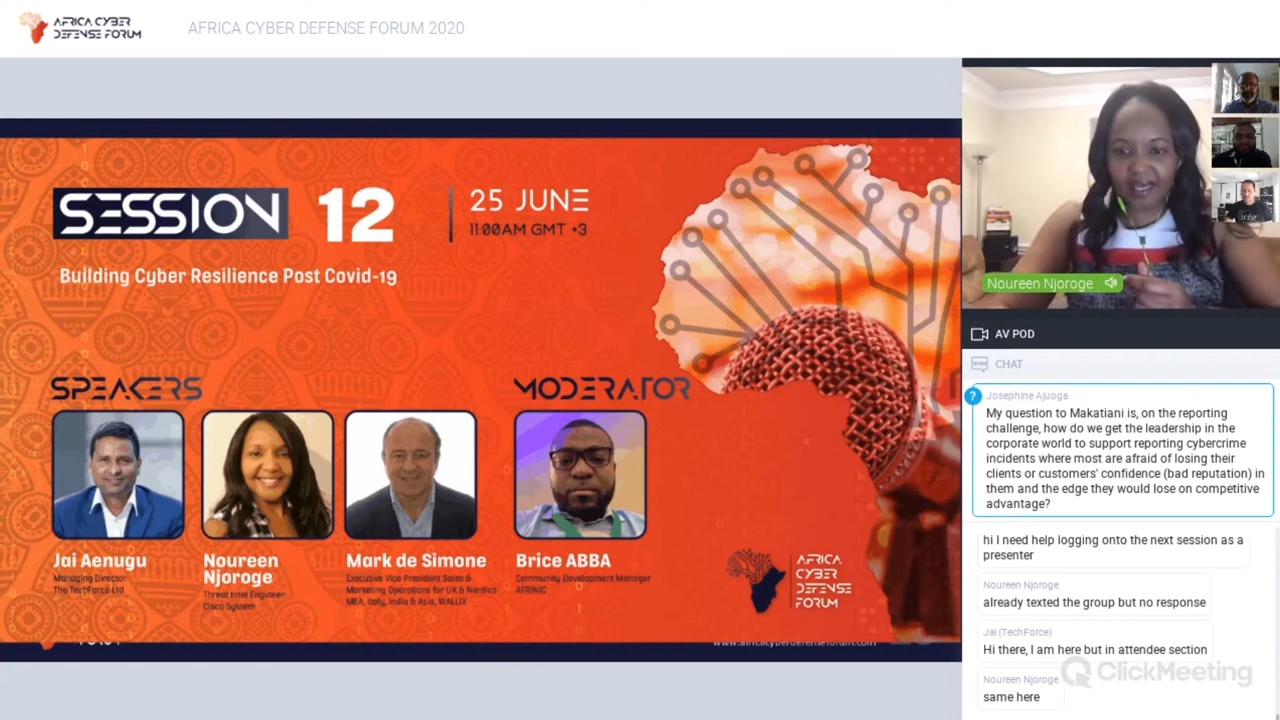 AFRICA CYBER
DEFENSE FORUM
AFRICA CYBER DEFENSE FORUM 2020
SESSION 12
25 JUNE
11:00AM GMT +3
Building Cyber Resilience Post Covid-19
SPEAKERS
MODERATOR
Jai Aenugu
Managing Director
The TechForce Ltd
Noureen
Njoroge
Threat Intel Engineer
Cisco System
Mark de Simone
Executive Vice President Sales &
Marketing Operations for UK & Nordics
MEA, Italy, India & Asia, WALLIX
Brice ABBA
Community Development Manager
AFRINIC
AFRICA
CYBER
DEFENSE
FORUM
www.africacyberdefenseforum.com
Noureen Njoroge
AV POD
CHAT
Josephine Ajuoga
My question to Makatiani is, on the reporting
challenge, how do we get the leadership in the
corporate world to support reporting cybercrime
incidents where most are afraid of losing their
clients or customers' confidence (bad reputation) in
them and the edge they would lose on competitive
advantage?
hi I need help logging onto the next session as a
presenter
Noureen Njoroge
already texted the group but no response
Jai (TechForce)
Hi there, I am here but in attendee section
Noureen Njoroge
same here
ClickMeeting